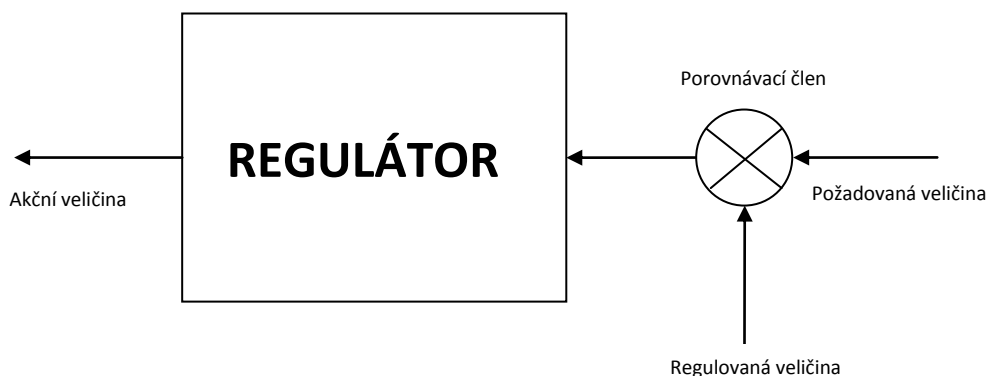 Porovnávací člen
REGULÁTOR
Akční veličina
Požadovaná veličina
Regulovaná veličina